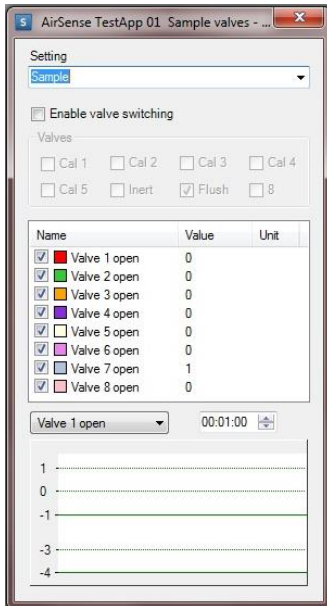 S AirSense TestApp 01 Sample valves - ...
Setting
Sample
Enable valve switching
Valves
Cal 1 Cal 2 Cal 3 Cal 4
Cal 5 Inert Flush 8
Name Value Unit
Valve 1 open 0
Valve 2 open 0
Valve 3 open 0
Valve 4 open 0
Valve 5 open 0
Valve 6 open 0
Valve 7 open 1
Valve 8 open 0
Valve 1 open 00:01:00
1
0
-1
-3
-4